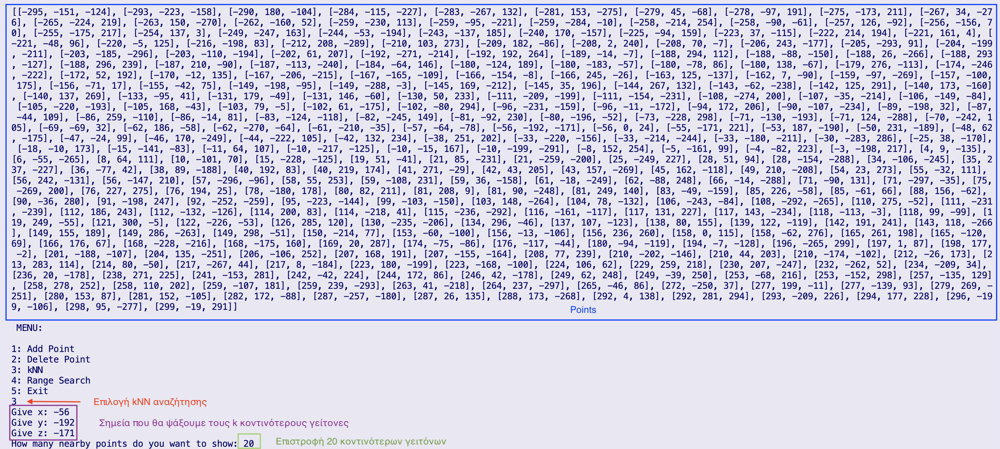 [[−295, −151, −124], [−293, −223, −158], [−290, 180, −104], [−284, −115, −227], [−283, −267, 132], [−281, 153, −275], [−279, 45, −68], [−278, −97, 191], [−275, −173, 211], [−267, 34, −27
6], [−265, −224, 219], [−263, 150, −270], [−262, −160, 52], [−259, −230, 113], [−259, −95, −221], [−259, −284, −10], [−258, −214, 254], [−258, −90, −61], [−257, 126, −92], [−256, −156, 7
0], [−255, −175, 217], [−254, 137, 3], [−249, −247, 163], [−244, −53, −194], [−243, −137, 185], [−240, 170, −157], [−225, −94, 159], [−223, 37, −115], [−222, 214, 194], [−221, 161, 4], [
−221, −48, 96], [−220, −5, 125], [−216, −198, 83], [−212, 208, −289], [−210, 103, 273], [−209, 182, −86], [−208, 2, 240], [−208, 70, −7], [−206, 243, −177], [−205, −293, 91], [−204, −199
, −211], [−203, −185, −296], [−203, −110, −194], [−202, 61, 207], [−192, −271, −214], [−192, 192, 264], [−189, −14, −7], [−188, 294, 112], [−188, −88, −150], [−188, 26, −266], [−188, 293
, −127], [−188, 296, 239], [−187, 210, −90], [−187, −113, −240], [−184, −64, 146], [−180, −124, 189], [−180, −183, −57], [−180, −78, 86], [−180, 138, −67], [−179, 276, −113], [−174, −246
, −222], [−172, 52, 192], [−170, −12, 135], [−167, −206, −215], [−167, −165, −109], [−166, −154, −8], [−166, 245, −26], [−163, 125, −137], [−162, 7, −90], [−159, −97, −269], [−157, −100,
175], [−156, −71, 17], [−155, −42, 75], [−149, −198, −95], [−149, −288, −3], [−145, 169, −212], [−145, 35, 196], [−144, 267, 132], [−143, −62, −238], [−142, 125, 291], [−140, 173, −160]
, [−140, 137, 269], [−133, −95, 41], [−131, 179, −49], [−131, 146, −60], [−130, 50, 233], [−111, −209, −199], [−111, −154, −231], [−108, −274, 200], [−107, −35, −214], [−106, −149, −84],
[−105, −220, −193], [−105, 168, −43], [−103, 79, −5], [−102, 61, −175], [−102, −80, 294], [−96, −231, −159], [−96, −11, −172], [−94, 172, 206], [−90, −107, −234], [−89, −198, 32], [−87,
−44, 109], [−86, 259, −110], [−86, −14, 81], [−83, −124, −118], [−82, −245, 149], [−81, −92, 230], [−80, −196, −52], [−73, −228, 298], [−71, −130, −193], [−71, 124, −288], [−70, −242, 1
05], [−69, −69, 32], [−62, 186, −58], [−62, −270, −64], [−61, −210, −35], [−57, −64, −78], [−56, −192, −171], [−56, 0, 24], [−55, −171, 221], [−53, 187, −190], [−50, 231, −189], [−48, 62
, −175], [−47, −24, 99], [−46, 170, −249], [−44, −222, 105], [−42, 132, 234], [−38, 251, 202], [−33, −220, −156], [−33, −214, −244], [−33, −180, −211], [−30, −283, 286], [−25, 38, −170],
[−18, −10, 173], [−15, −141, −83], [−11, 64, 107], [−10, −217, −125], [−10, −15, 167], [−10, −199, −291], [−8, 152, 254], [−5, −161, 99], [−4, −82, 223], [−3, −198, 217], [4, 9, −135],
[6, −55, −265], [8, 64, 111], [10, −101, 70], [15, −228, −125], [19, 51, −41], [21, 85, −231], [21, −259, −200], [25, −249, 227], [28, 51, 94], [28, −154, −288], [34, −106, −245], [35, 2
37, −227], [36, −77, 42], [38, 89, −188], [40, 192, 83], [40, 219, 174], [41, 271, −29], [42, 43, 205], [43, 157, −269], [45, 162, −118], [49, 210, −208], [54, 23, 273], [55, −32, 111],
[56, 242, −131], [56, −147, 210], [57, −296, −96], [58, 55, 253], [59, −108, 231], [59, 36, −158], [61, −18, −249], [62, −88, 248], [66, −14, −288], [71, −90, 131], [71, −297, −35], [75,
−269, 200], [76, 227, 275], [76, 194, 25], [78, −180, 178], [80, 82, 211], [81, 208, 9], [81, 90, −248], [81, 249, 140], [83, −49, −159], [85, 226, −58], [85, −61, 66], [88, 156, −62],
[90, −36, 280], [91, −198, 247], [92, −252, −259], [95, −223, −144], [99, −103, −150], [103, 148, −264], [104, 78, −132], [106, −243, −84], [108, −292, −265], [110, 275, −52], [111, −231
, −239], [112, 186, 243], [112, −132, −126], [114, 200, 83], [114, −218, 41], [115, −236, −292], [116, −161, −117], [117, 131, 227], [117, 143, −234], [118, −113, −3], [118, 99, −99], [1
19, 249, −55], [121, 300, −5], [122, −226, −53], [126, 285, 120], [130, −235, −206], [134, 296, −46], [137, 107, −123], [138, 80, 155], [139, 122, −119], [142, 191, 241], [143, 118, −266
], [149, 155, 189], [149, 286, −263], [149, 298, −51], [150, −214, 77], [153, −60, −100], [156, −13, −106], [156, 236, 260], [158, 0, 115], [158, −62, 276], [165, 261, 198], [165, −120,
69], [166, 176, 67], [168, −228, −216], [168, −175, 160], [169, 20, 287], [174, −75, −86], [176, −117, −44], [180, −94, −119], [194, −7, −128], [196, −265, 299], [197, 1, 87], [198, 177,
−2], [201, −188, −107], [204, 135, −251], [206, −106, 252], [207, 168, 191], [207, −155, −164], [208, 77, 239], [210, −202, −146], [210, 44, 203], [210, −174, −102], [212, −26, 173], [2
13, 283, 114], [214, 80, −50], [217, −267, 44], [217, 8, −184], [223, 180, −199], [223, −168, −100], [224, 106, 62], [229, 259, 218], [230, 207, −247], [232, −262, 52], [234, −209, 34],
[236, 20, −178], [238, 271, 225], [241, −153, 281], [242, −42, 224], [244, 172, 86], [246, 42, −178], [249, 62, 248], [249, −39, 250], [253, −68, 216], [253, −152, 298], [257, −135, 129]
, [258, 278, 252], [258, 110, 202], [259, −107, 181], [259, 239, −293], [263, 41, −218], [264, 237, −297], [265, −46, 86], [272, −250, 37], [277, 199, −11], [277, −139, 93], [279, 269, −
251], [280, 153, 87], [281, 152, −105], [282, 172, −88], [287, −257, −180], [287, 26, 135], [288, 173, −268], [292, 4, 138], [292, 281, 294], [293, −209, 226], [294, 177, 228], [296, −19
9, −106], [298, 95, −277], [299, −19, 291]]
Points
MENU:
1: Add Point
2: Delete Point
3: kNN
4: Range Search
5: Exit
3 Επιλογή kNN αναζήτησης
Give x: −56
Give y: −192 Σημεία που θα ψάξουμε τους k κοντινότερους γείτονες
Give z: −171
How many nearby points do you want to show: 20 Επιστροφή 20 κοντινότερων γειτόνων